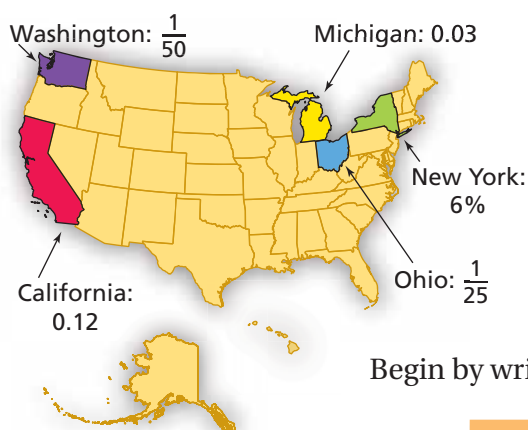 Washington: 1/50
Michigan: 0.03
New York:
6%
Ohio: 1/25
California:
0.12
Begin by wri